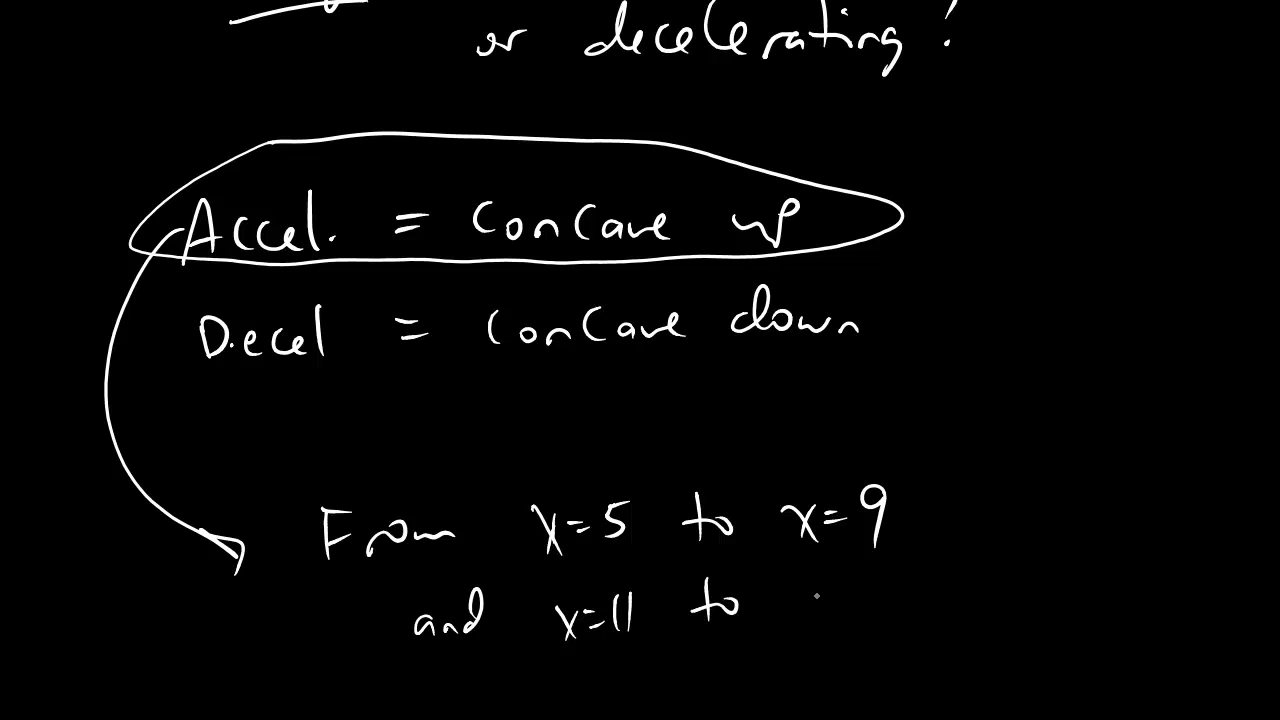 or decelerating?
Accel. = Concave up
Decel = Concave down
From x=5 to x=9
and x=11 to